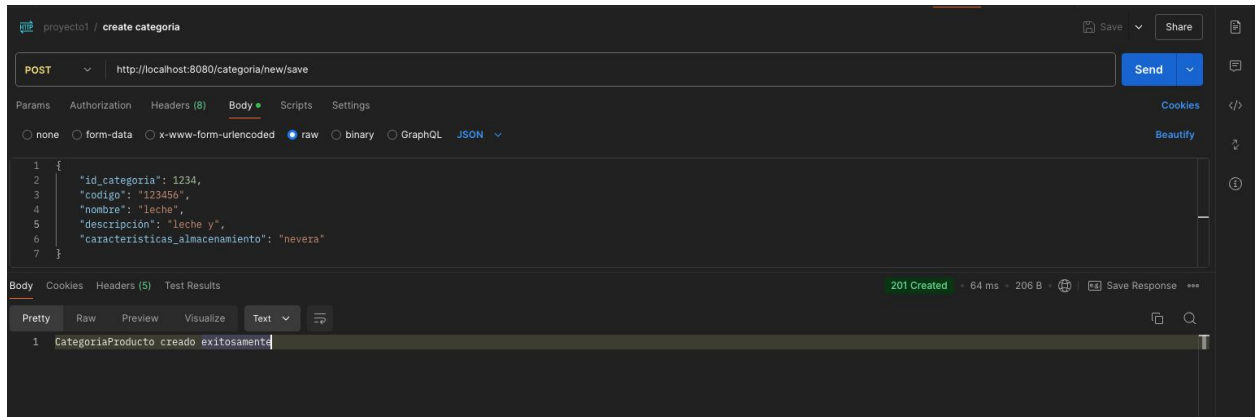 HTTP proyecto1 / create categoria Save Share
POST http://localhost:8080/categoria/new/save Send
Params Authorization Headers (8) Body Scripts Settings Cookies
none form-data x-www-form-urlencoded raw binary GraphQL JSON Beautify
1 {
2 "id_categoria": 1234,
3 "codigo": "123456",
4 "nombre": "leche",
5 "descripción": "leche y",
6 "caracteristicas_almacenamiento": "nevera"
7 }
Body Cookies Headers (5) Test Results 201 Created 64 ms 206 B e.g. Save Response
Pretty Raw Preview Visualize Text
1 CategoriaProducto creado exitosamente